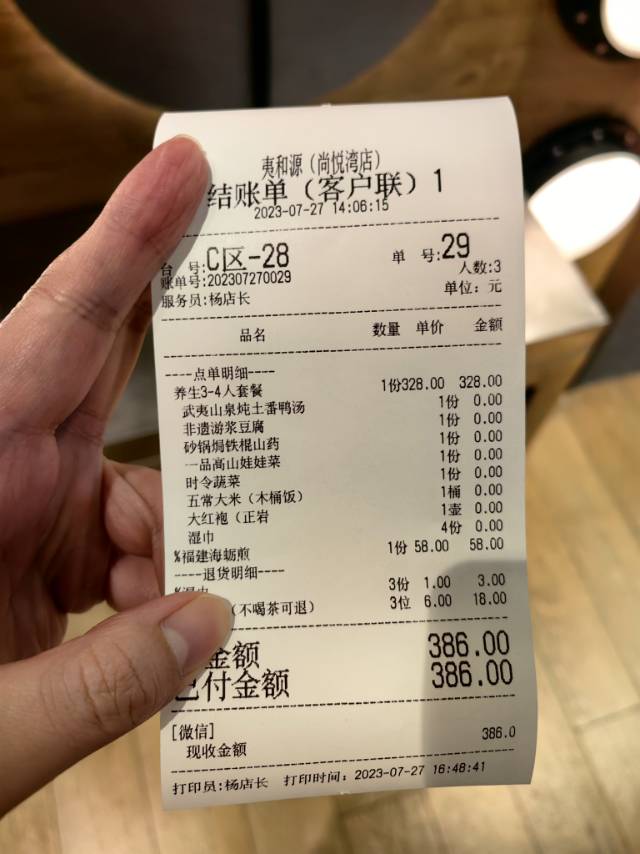 夷和源（尚悦湾店）
结账单（客户联）1
2023-07-27 14:06:15
台 号:C区-28 单 号:29
账单号:202307270029 人数:3
服务员:杨店长 单位: 元
品名 数量 单价 金额
----点单明细----
养生3-4人套餐 1份328.00 328.00
武夷山泉炖土番鸭汤 1份 0.00
非遗游浆豆腐 1份 0.00
砂锅焗铁棍山药 1份 0.00
一品高山娃娃菜 1份 0.00
时令蔬菜 1份 0.00
五常大米（木桶饭） 1桶 0.00
大红袍（正岩 1壶 0.00
湿巾 4份 0.00
%福建海蛎煎 1份 58.00 58.00
----退货明细----
3份 1.00 3.00
（不喝茶可退） 3位 6.00 18.00
金额 386.00
已付金额 386.00
[微信]
现收金额 386.0
打印员:杨店长 打印时间: 2023-07-27 16:48:41